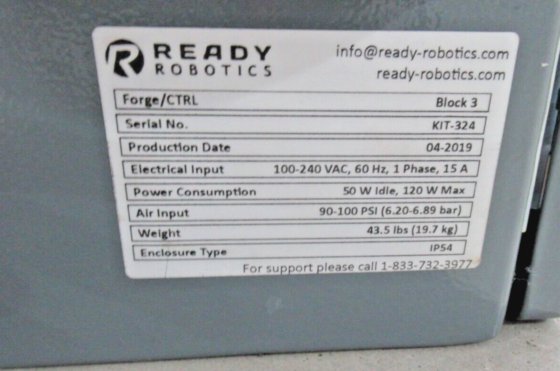 READY
ROBOTICS
info@ready-robotics.com
ready-robotics.com
Forge/CTRL Block 3
Serial No. KIT-324
Production Date 04-2019
Electrical Input 100-240 VAC, 60 Hz, 1 Phase, 15 A
Power Consumption 50 W Idle, 120 W Max
Air Input 90-100 PSI (6.20-6.89 bar)
Weight 43.5 lbs (19.7 kg)
Enclosure Type IP54
For support please call 1-833-732-3977